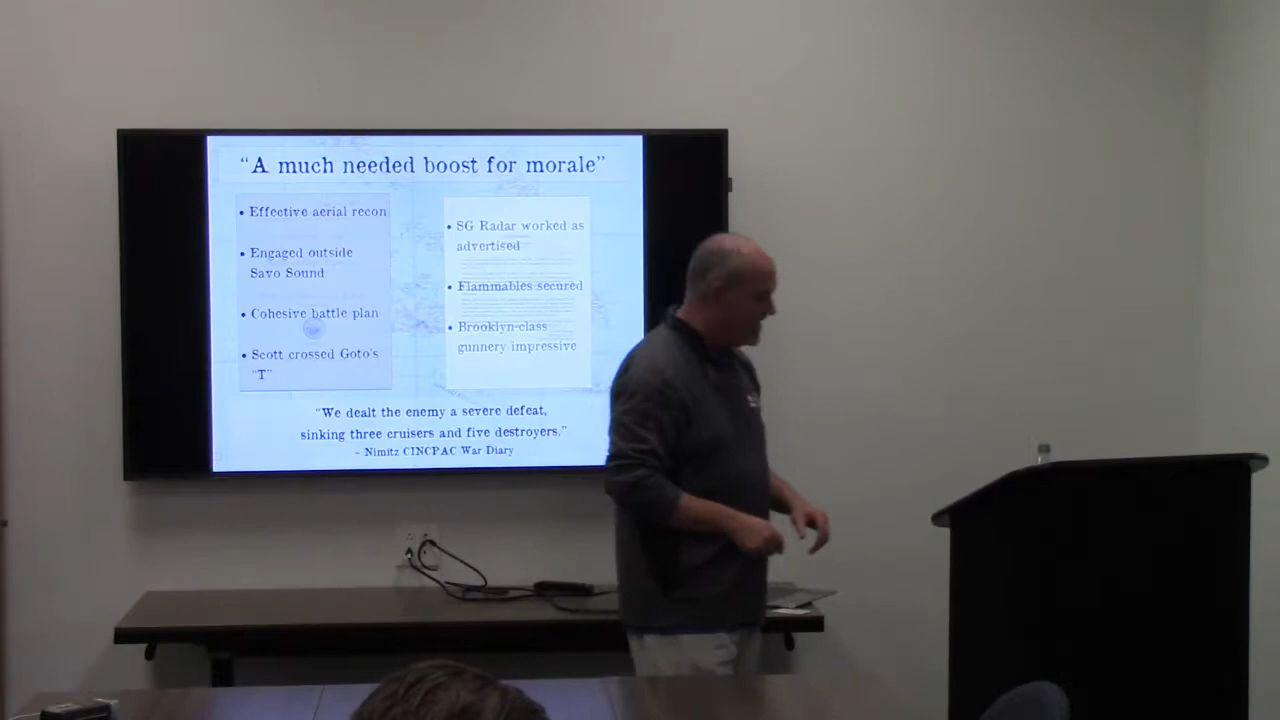 “A much needed boost for morale”
• Effective aerial recon
• Engaged outside
Savo Sound
• Cohesive battle plan
• Scott crossed Goto's
“T”
• SG Radar worked as
advertised
• Flammables secured
• Brooklyn-class
gunnery impressive
“We dealt the enemy a severe defeat,
sinking three cruisers and five destroyers.”
~ Nimitz CINCPAC War Diary